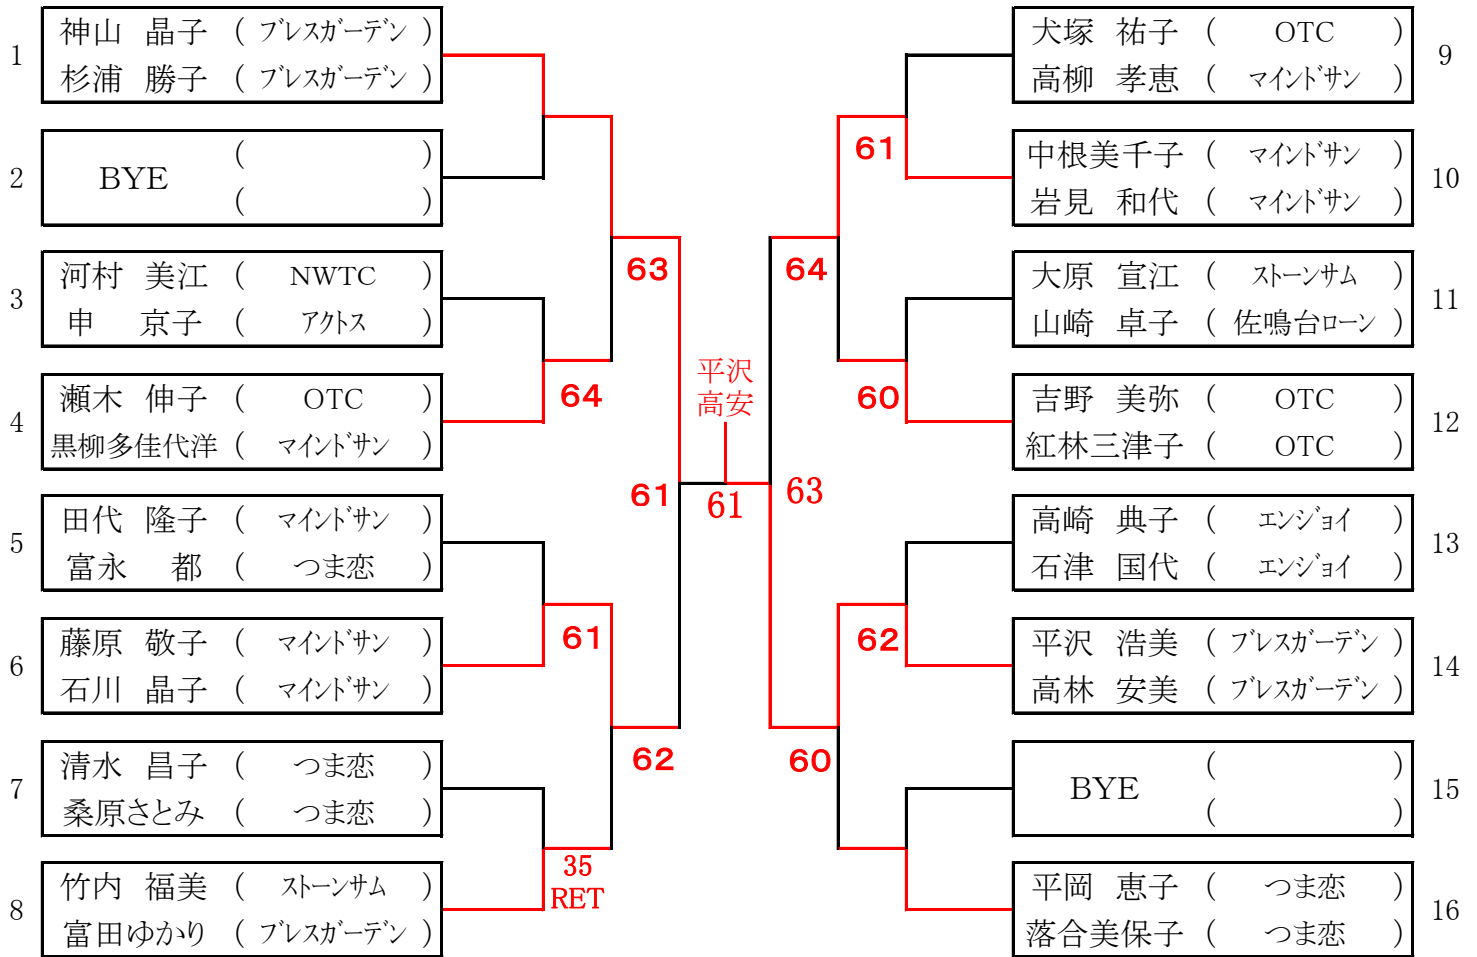 1
神山 晶子 ( ブレスガーデン )
杉浦 勝子 ( ブレスガーデン )
2
BYE
( )
( )
3
河村 美江 ( NWTC )
申 京子 ( アクトス )
4
瀬木 伸子 ( OTC )
黒柳多佳代洋 ( マインドサン )
5
田代 隆子 ( マインドサン )
富永 都 ( つま恋 )
6
藤原 敬子 ( マインドサン )
石川 晶子 ( マインドサン )
7
清水 昌子 ( つま恋 )
桑原さとみ ( つま恋 )
8
竹内 福美 ( ストーンサム )
富田ゆかり ( ブレスガーデン )
63
64
61
61
62
35
RET
平沢
高安
61
63
61
64
60
62
60
犬塚 祐子 ( OTC )
高柳 孝恵 ( マインドサン )
9
中根美千子 ( マインドサン )
岩見 和代 ( マインドサン )
10
大原 宣江 ( ストーンサム )
山崎 卓子 ( 佐鳴台ローン )
11
吉野 美弥 ( OTC )
紅林三津子 ( OTC )
12
高崎 典子 ( エンジョイ )
石津 国代 ( エンジョイ )
13
平沢 浩美 ( ブレスガーデン )
高林 安美 ( ブレスガーデン )
14
BYE
( )
( )
15
平岡 恵子 ( つま恋 )
落合美保子 ( つま恋 )
16